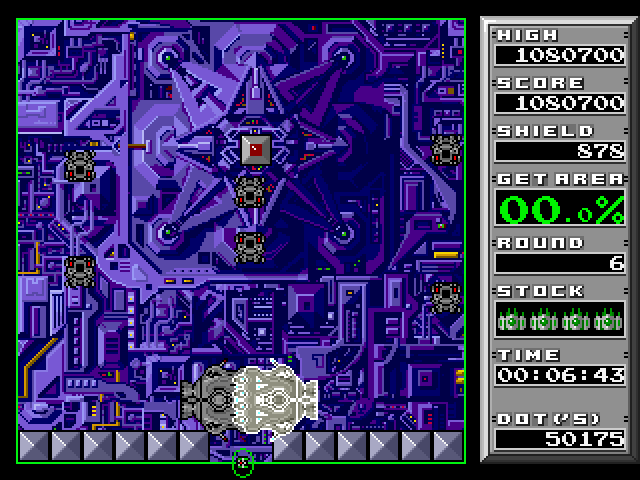 HIGH
1080700
SCORE
1080700
SHIELD
878
GET AREA
00.0%
ROUND
6
STOCK
TIME
00:06:43
DOT('S)
50175